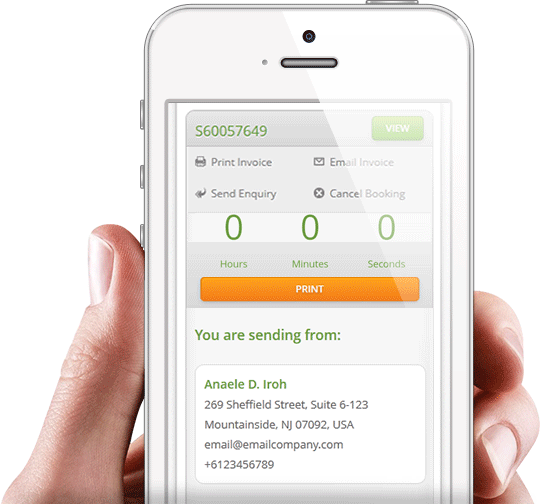 S60057649
VIEW
Print Invoice
Email Invoice
Send Enquiry
Cancel Booking
0 0 0
Hours Minutes Seconds
PRINT
You are sending from:
Anaele D. Iroh
269 Sheffield Street, Suite 6-123
Mountainside, NJ 07092, USA
email@emailcompany.com
+6123456789